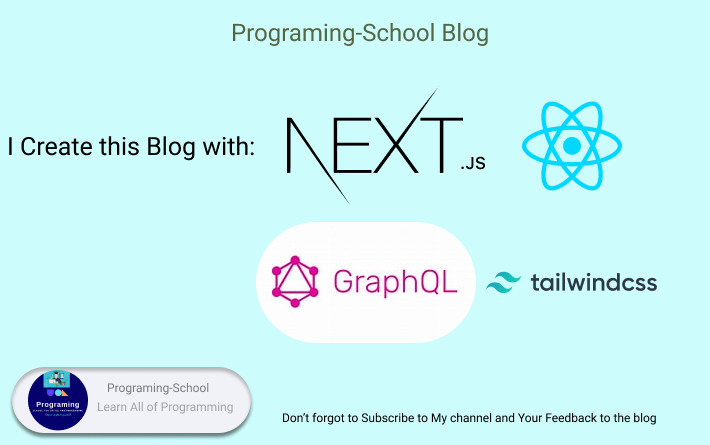 Programing-School Blog
I Create this Blog with:
NEXT.JS
GraphQL
tailwindcss
Programing
Programing-School
Learn All of Programming
Don’t forgot to Subscribe to My channel and Your Feedback to the blog